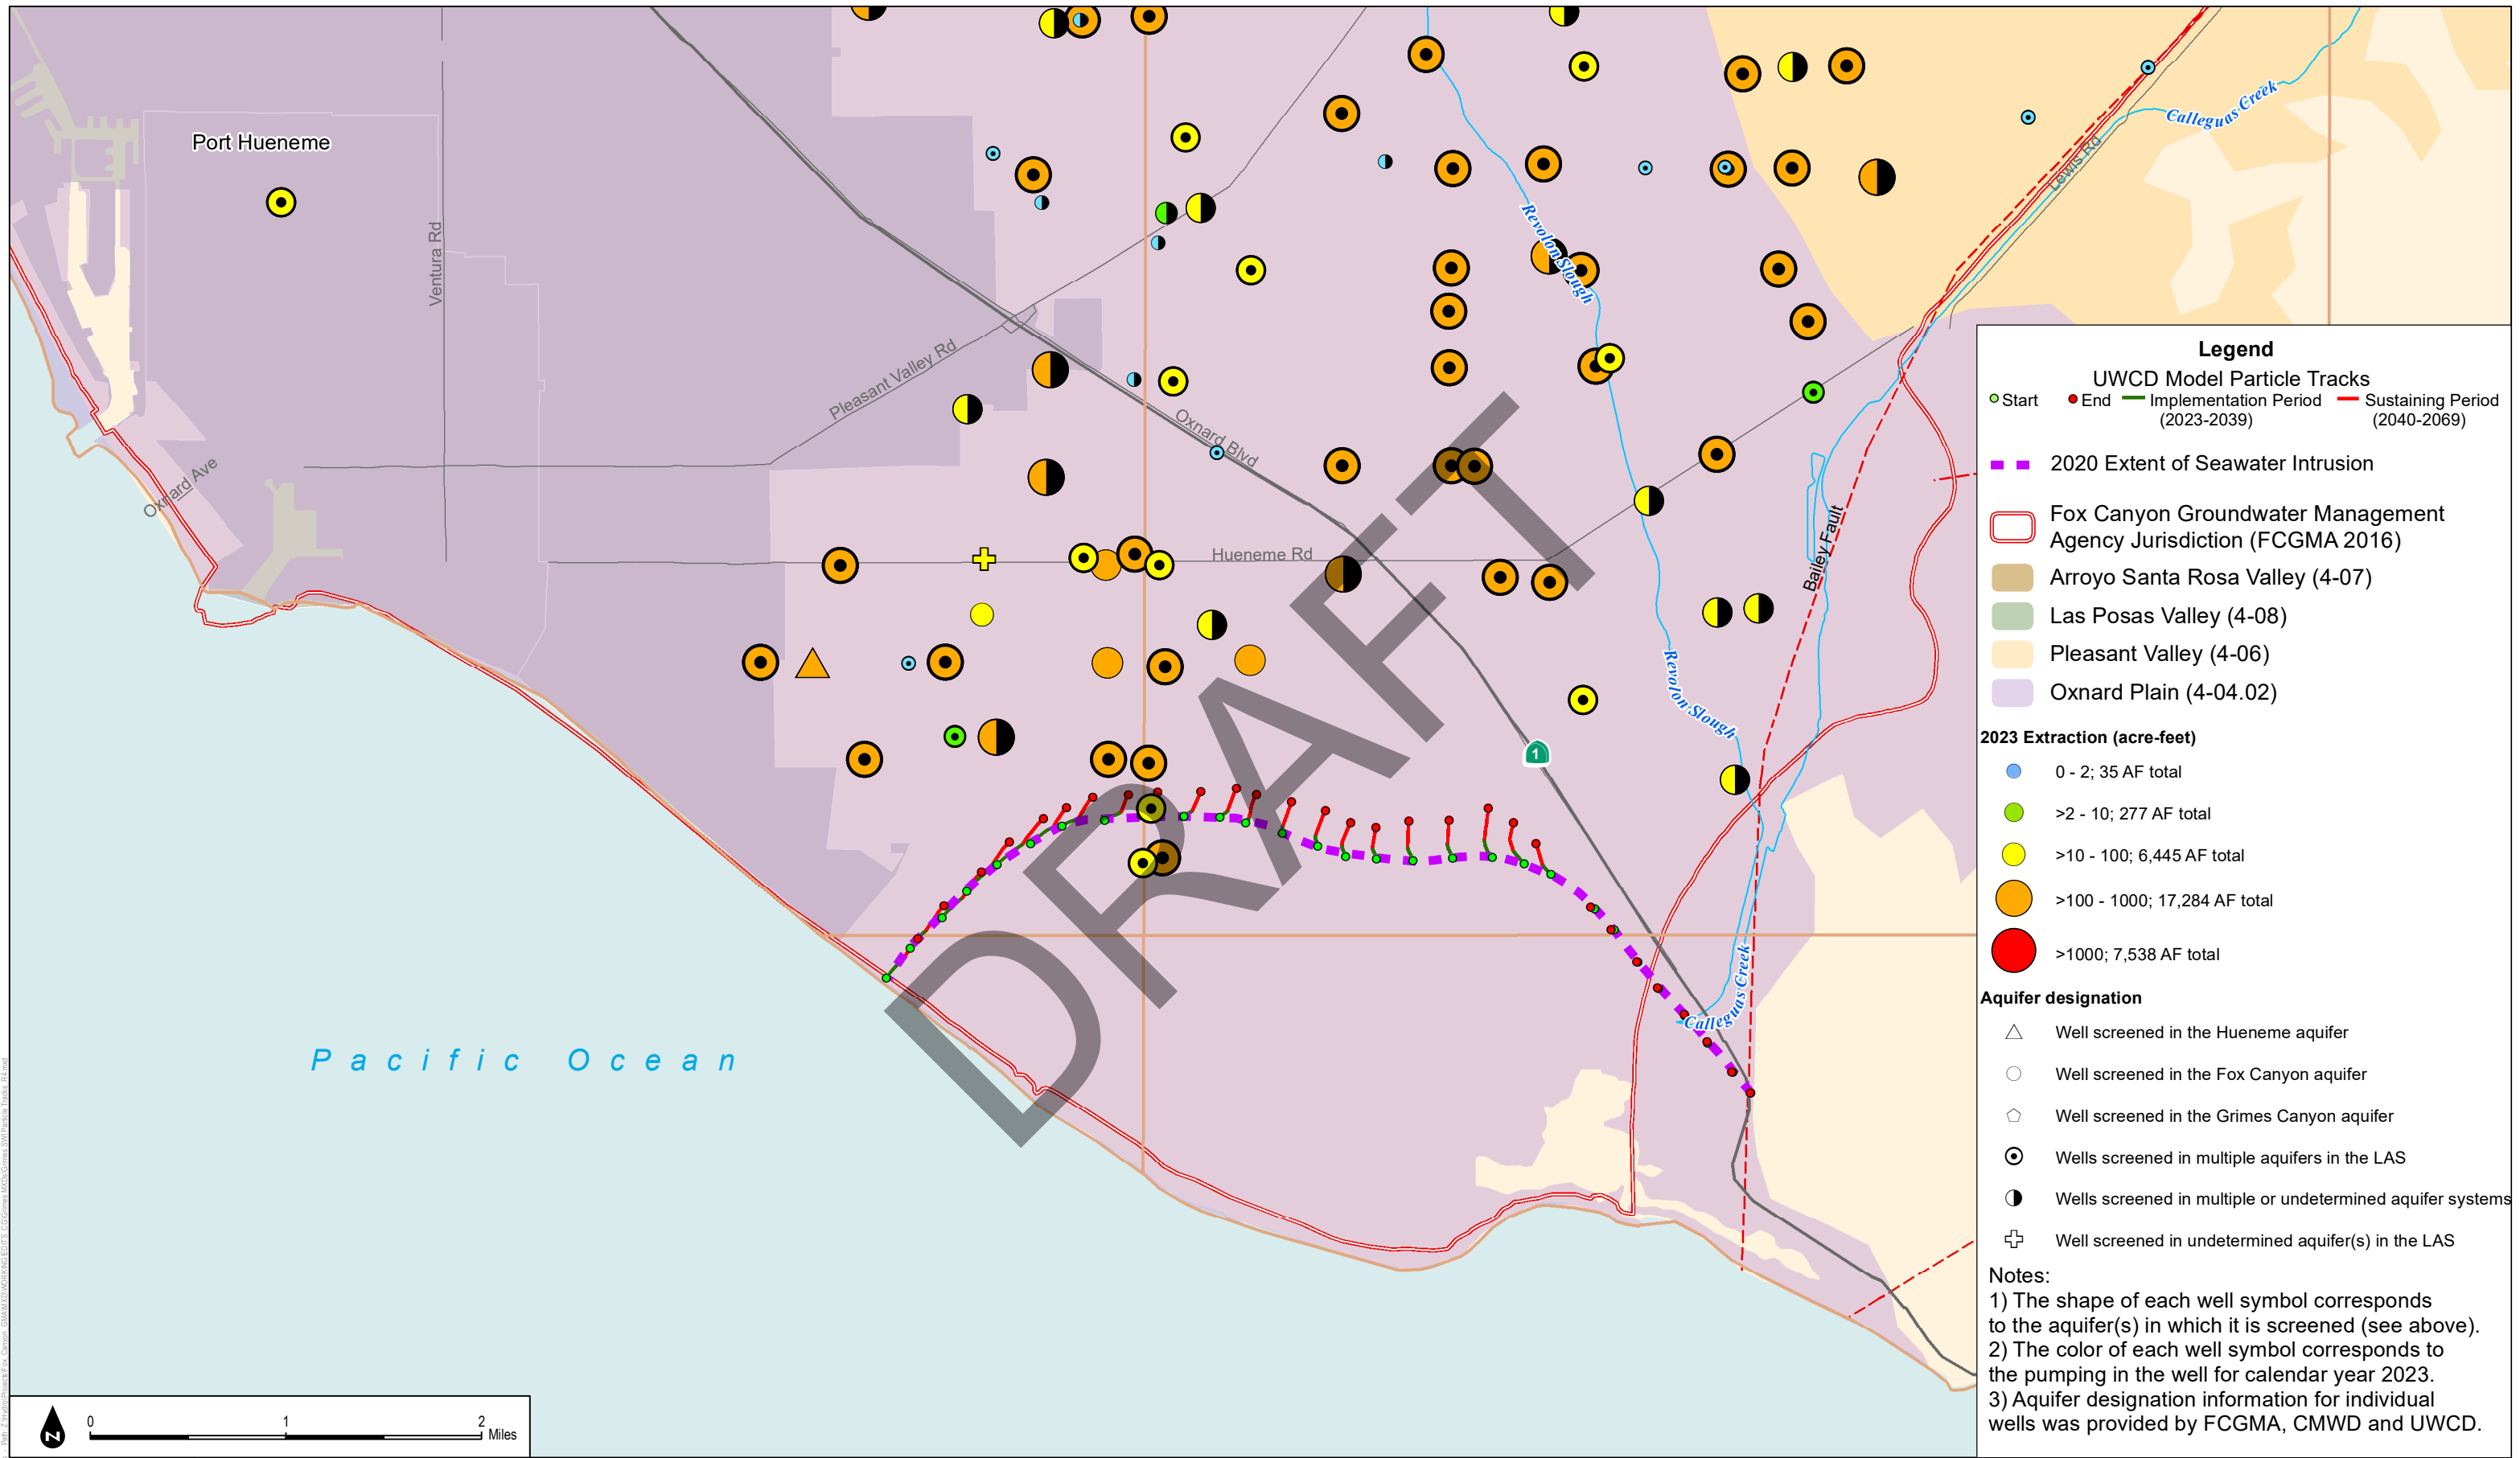 Port Hueneme
Ventura Rd
Oxnard Ave
Pleasant Valley Rd
Oxnard Blvd
Hueneme Rd
Revolon Slough
Revolon Slough
Calleguas Creek
Lewis Rd
Bailey Fault
1
Calleguas Creek
Pacific Ocean
DRAFT
N
0 1 2
Miles
Legend
UWCD Model Particle Tracks
Start End Implementation Period Sustaining Period
(2023-2039) (2040-2069)
2020 Extent of Seawater Intrusion
Fox Canyon Groundwater Management
Agency Jurisdiction (FCGMA 2016)
Arroyo Santa Rosa Valley (4-07)
Las Posas Valley (4-08)
Pleasant Valley (4-06)
Oxnard Plain (4-04.02)
2023 Extraction (acre-feet)
0 - 2; 35 AF total
>2 - 10; 277 AF total
>10 - 100; 6,445 AF total
>100 - 1000; 17,284 AF total
>1000; 7,538 AF total
Aquifer designation
Well screened in the Hueneme aquifer
Well screened in the Fox Canyon aquifer
Well screened in the Grimes Canyon aquifer
Wells screened in multiple aquifers in the LAS
Wells screened in multiple or undetermined aquifer systems
Well screened in undetermined aquifer(s) in the LAS
Notes:
1) The shape of each well symbol corresponds
to the aquifer(s) in which it is screened (see above).
2) The color of each well symbol corresponds to
the pumping in the well for calendar year 2023.
3) Aquifer designation information for individual
wells was provided by FCGMA, CMWD and UWCD.